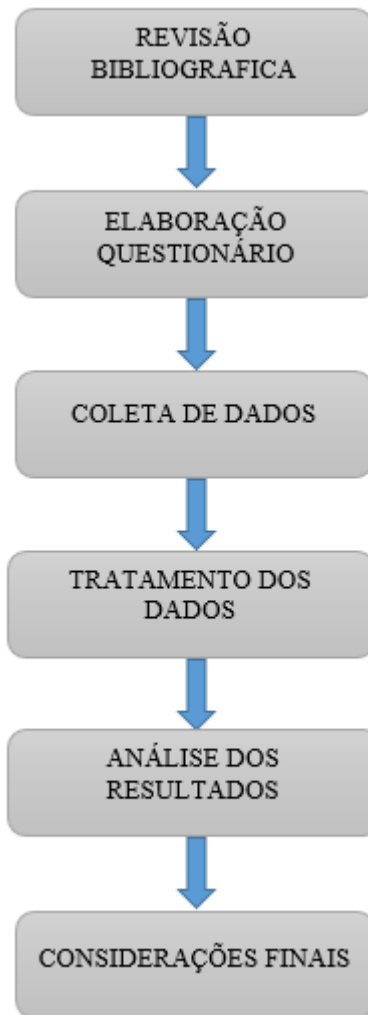 REVISÃO
BIBLIOGRAFICA
ELABORAÇÃO
QUESTIONÁRIO
COLETA DE DADOS
TRATAMENTO DOS
DADOS
ANÁLISE DOS
RESULTADOS
CONSIDERAÇÕES FINAIS